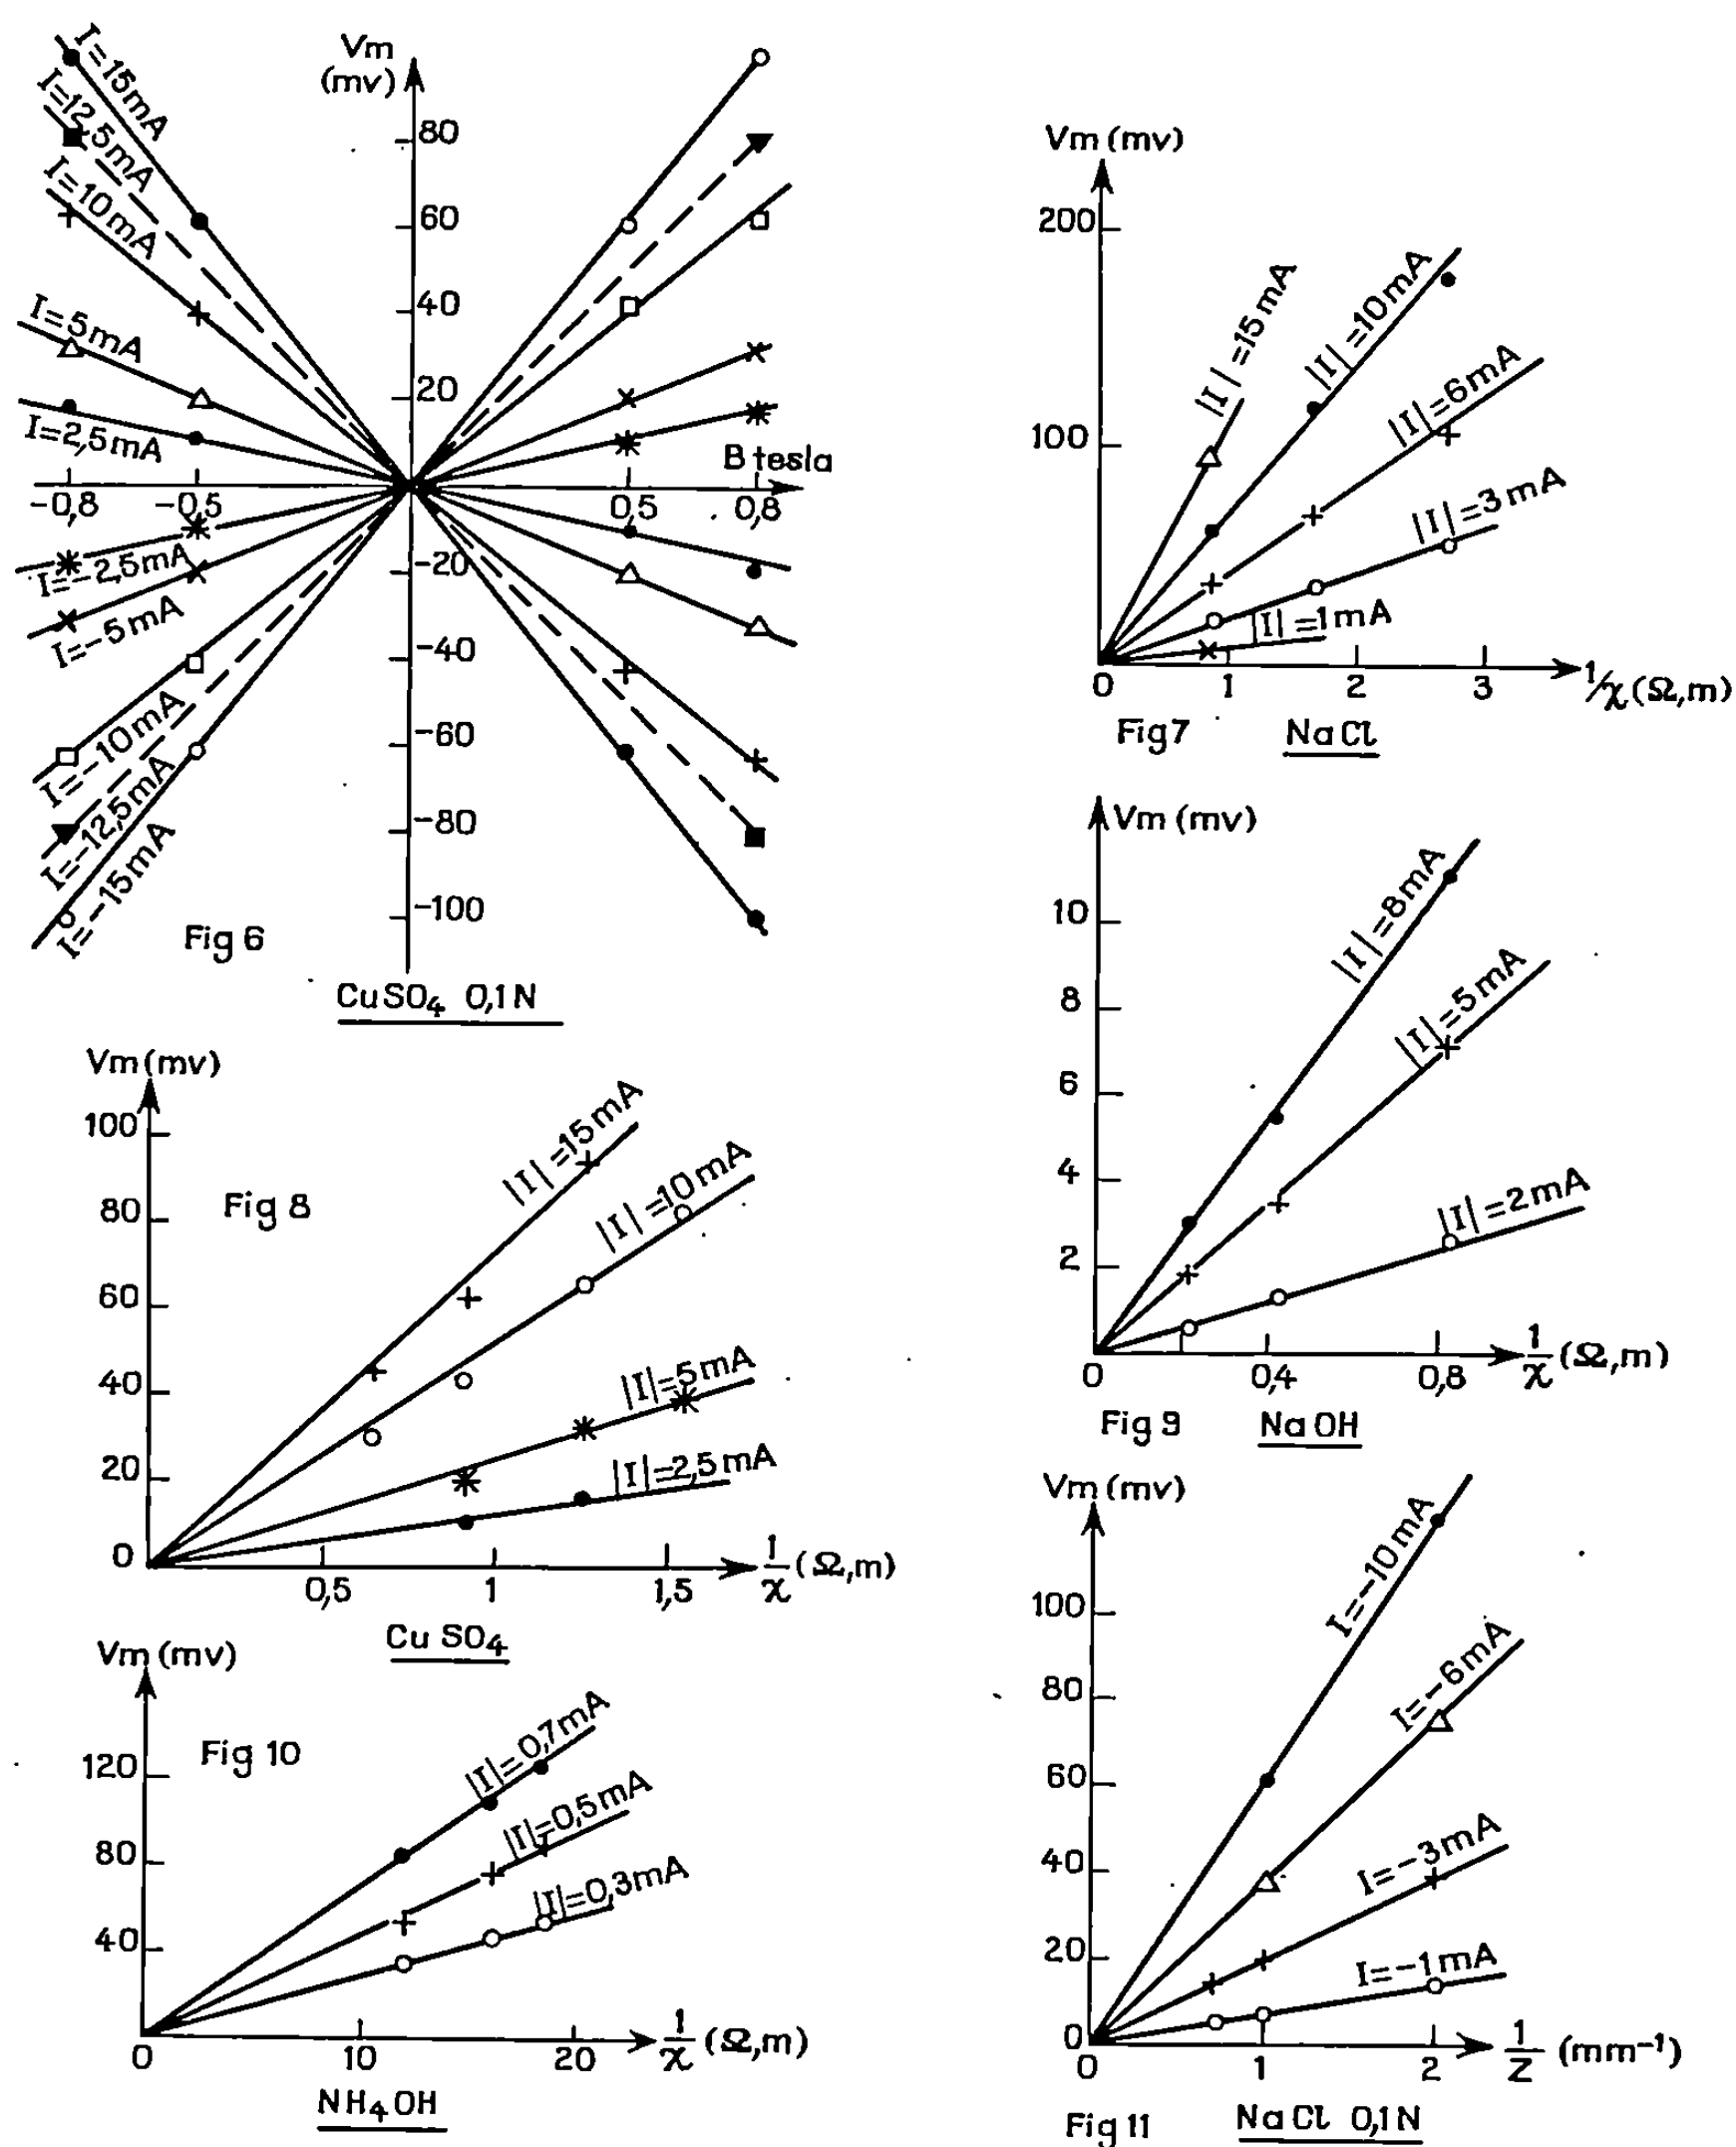 Vm
(mv)
I=15mA
I=12,5mA
I=10mA
I=5mA
I=2,5mA
80
60
40
20
B tesla
-0,8
-0,5
0,5
0,8
-20
-40
-60
-80
-100
I=-2,5mA
I=-5mA
I=-10mA
I=-12,5mA
I=-15mA
Fig 6
CuSO4 0,1N
Vm (mv)
200
100
|I|=15mA
|I|=10mA
|I|=6mA
|I|=3mA
|I|=1mA
0
1
2
3
1/χ(Ω,m)
Fig7
NaCl
Vm(mv)
100
80
60
40
20
0
Fig 8
|I|=15mA
|I|=10mA
|I|=5mA
|I|=2,5mA
0,5
1
1,5
1/χ(Ω,m)
CuSO4
Vm (mv)
10
8
6
4
2
|I|=8mA
|I|=5mA
|I|=2mA
0
0,4
0,8
1/χ(Ω,m)
Fig 9
NaOH
Vm (mv)
120
80
40
Fig 10
|I|=0,7mA
|I|=0,5mA
|I|=0,3mA
0
10
20
1/χ(Ω,m)
NH4OH
Vm (mv)
100
80
60
40
20
0
I=-10mA
I=-6mA
I=-3mA
I=-1mA
0
1
2
1/Z (mm-1)
Fig 11
NaCl 0,1N